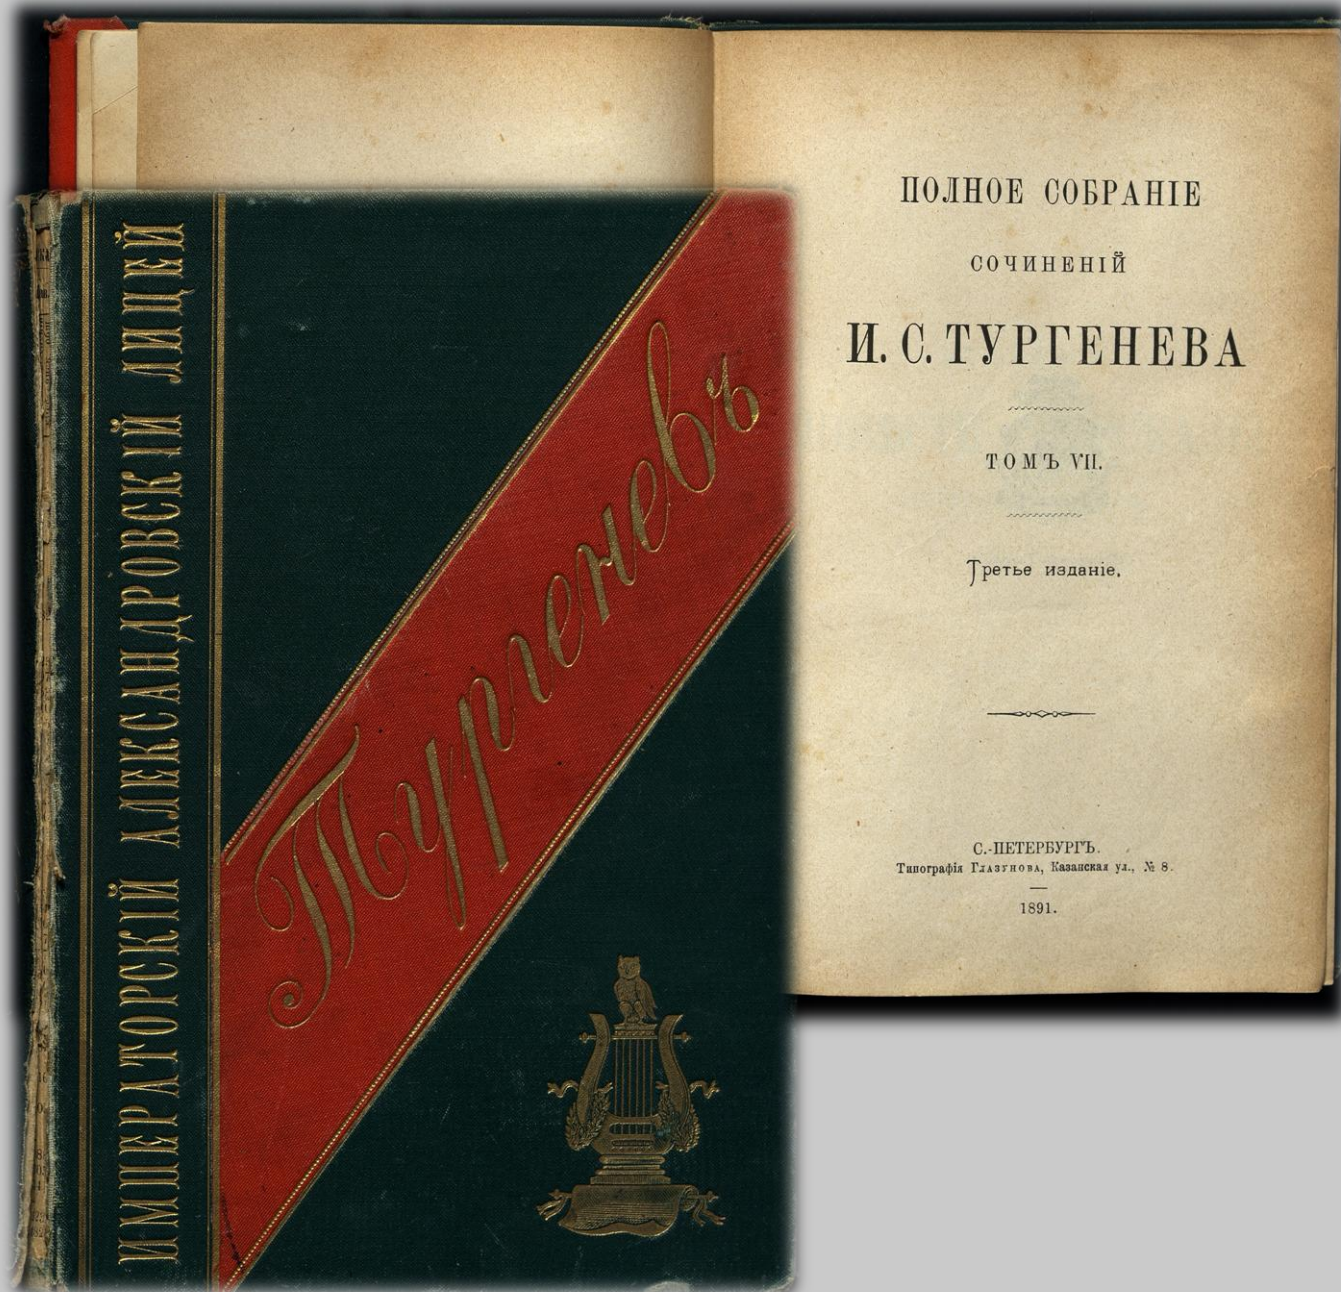 ИМПЕРАТОРСКІЙ АЛЕКСАНДРОВСКІЙ ЛИЦЕЙ
Тургеневъ
ПОЛНОЕ СОБРАНІЕ
СОЧИНЕНІЙ
И. С. ТУРГЕНЕВА
ТОМЪ VII.
Третье изданіе.
С.-ПЕТЕРБУРГЪ.
Типографія Глазунова, Казанская ул., № 8.
1891.